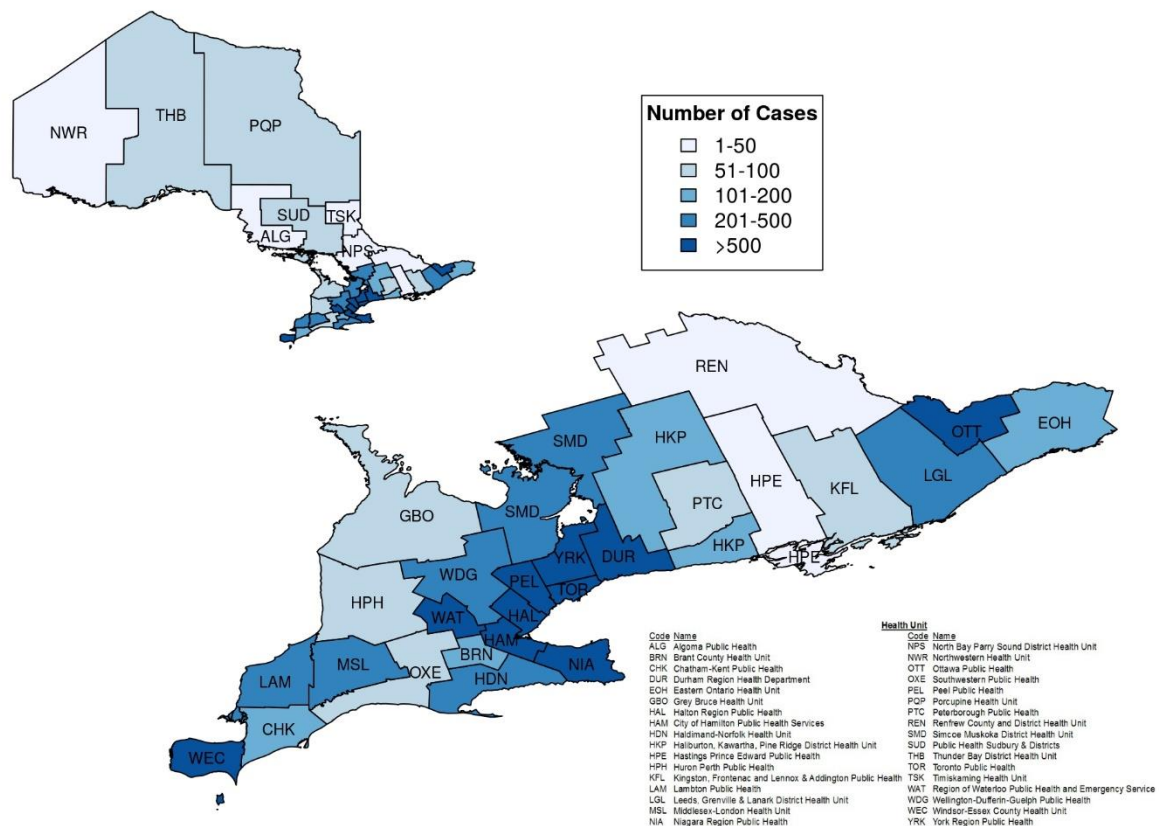 NWR
THB
PQP
SUD
TSK
ALG
NPS
Number of Cases
1-50
51-100
101-200
201-500
>500
REN
SMD
HKP
OTT
EOH
HPE
KFL
LGL
PTC
GBO
SMD
YRK
DUR
HKP
HPE
WDG
PEL
TOR
HPH
WAT
HAL
HAM
BRN
NIA
OXE
MSL
HDN
LAM
CHK
WEC
Health Unit
Code Name
ALG Algoma Public Health
BRN Brant County Health Unit
CHK Chatham-Kent Public Health
DUR Durham Region Health Department
EOH Eastern Ontario Health Unit
GBO Grey Bruce Health Unit
HAL Halton Region Public Health
HAM City of Hamilton Public Health Services
HDN Haldimand-Norfolk Health Unit
HKP Haliburton, Kawartha, Pine Ridge District Health Unit
HPE Hastings Prince Edward Public Health
HPH Huron Perth Public Health
KFL Kingston, Frontenac and Lennox & Addington Public Health
LAM Lambton Public Health
LGL Leeds, Grenville & Lanark District Health Unit
MSL Middlesex-London Health Unit
NIA Niagara Region Public Health
Code Name
NPS North Bay Parry Sound District Health Unit
NWR Northwestern Health Unit
OTT Ottawa Public Health
OXE Southwestern Public Health
PEL Peel Public Health
PQP Porcupine Health Unit
PTC Peterborough Public Health
REN Renfrew County and District Health Unit
SMD Simcoe Muskoka District Health Unit
SUD Public Health Sudbury & Districts
THB Thunder Bay District Health Unit
TOR Toronto Public Health
TSK Timiskaming Health Unit
WAT Region of Waterloo Public Health and Emergency Service
WDG Wellington-Dufferin-Guelph Public Health
WEC Windsor-Essex County Health Unit
YRK York Region Public Health